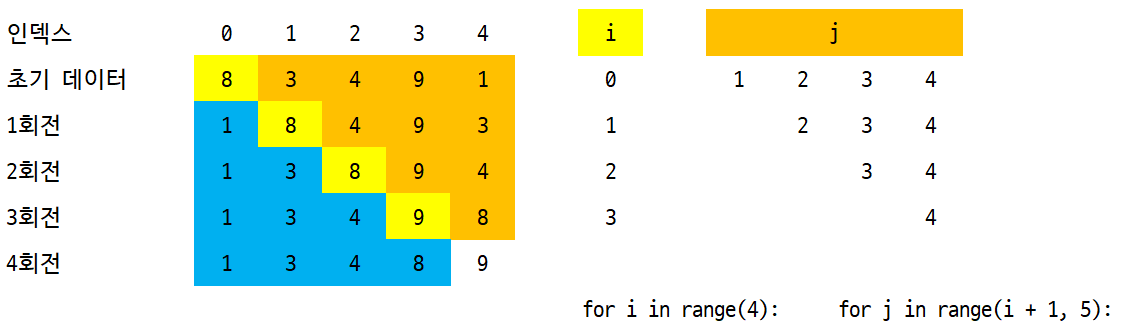 인덱스 0 1 2 3 4 i j
초기 데이터 8 3 4 9 1 0 1 2 3 4
1회전 1 8 4 9 3 1 2 3 4
2회전 1 3 8 9 4 2 3 4
3회전 1 3 4 9 8 3 4
4회전 1 3 4 8 9
for i in range(4): for j in range(i + 1, 5):